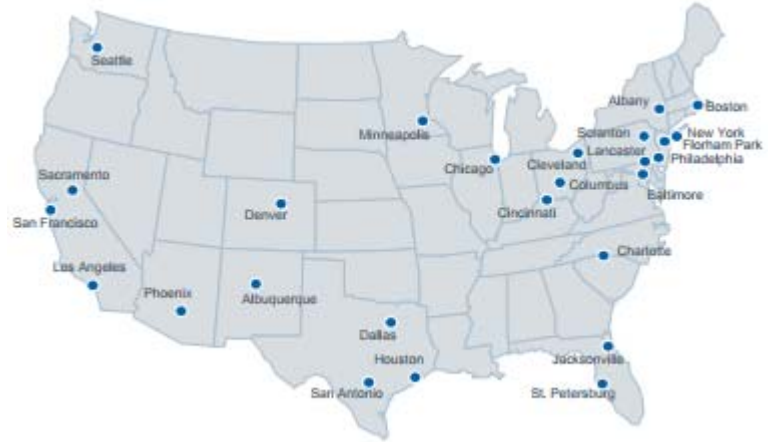 Seattle
Albany
Boston
Minneapolis
Scranton
New York
Florham Park
Lancaster
Philadelphia
Chicago
Cleveland
Columbus
Sacramento
Baltimore
Cincinnati
Denver
San Francisco
Charlotte
Los Angeles
Phoenix
Albuquerque
Dallas
Houston
Jacksonville
San Antonio
St. Petersburg